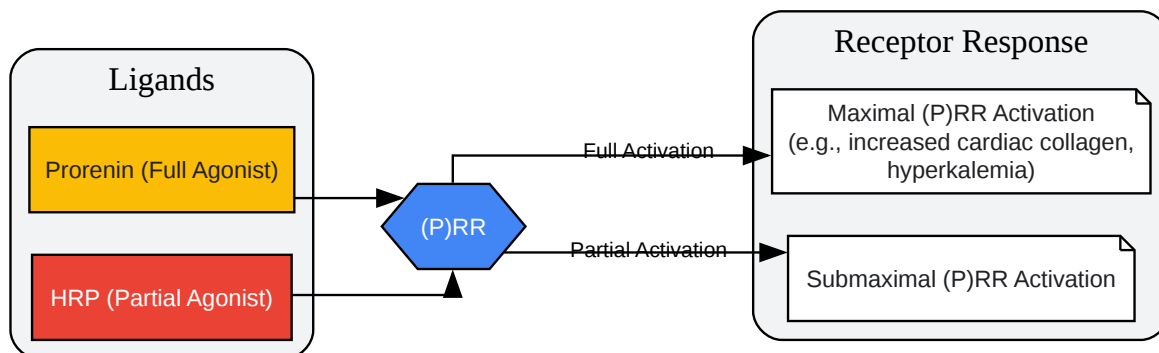 Ligands
Prorenin (Full Agonist)
HRP (Partial Agonist)
(P)RR
Full Activation
Partial Activation
Receptor Response
Maximal (P)RR Activation
(e.g., increased cardiac collagen,
hyperkalemia)
Submaximal (P)RR Activation